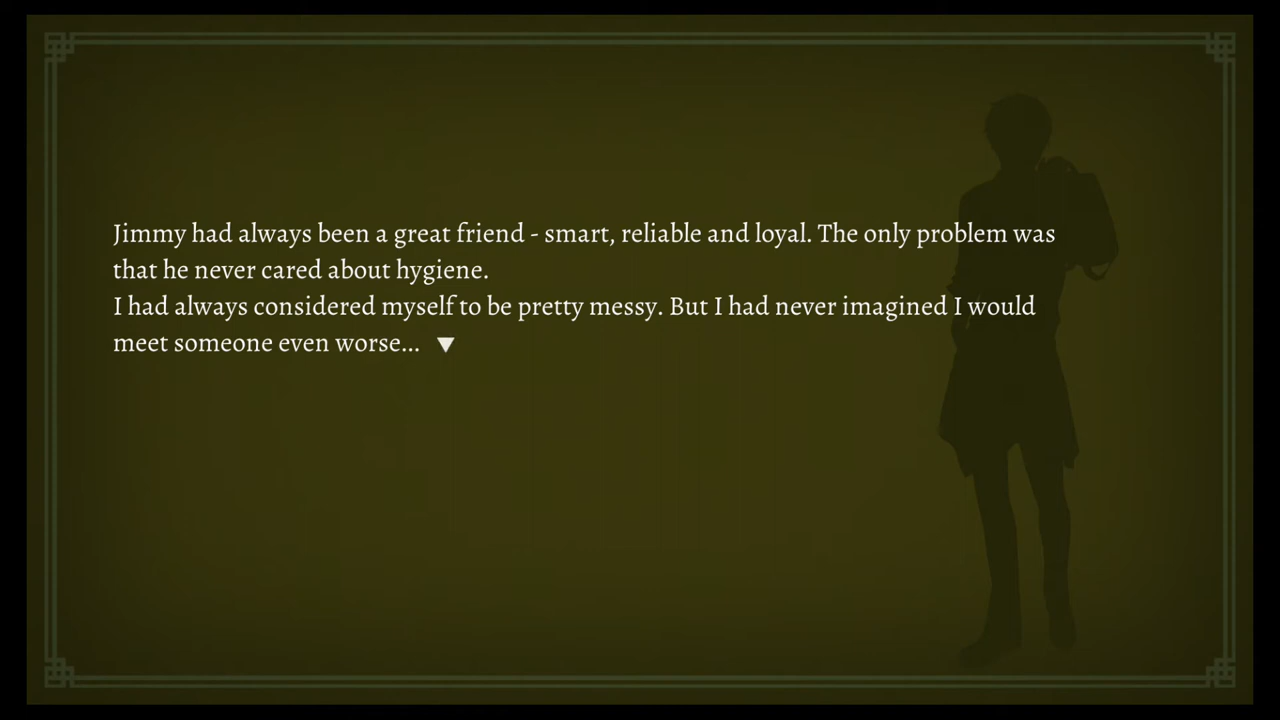 Jimmy had always been a great friend - smart, reliable and loyal. The only problem was
that he never cared about hygiene.
I had always considered myself to be pretty messy. But I had never imagined I would
meet someone even worse...